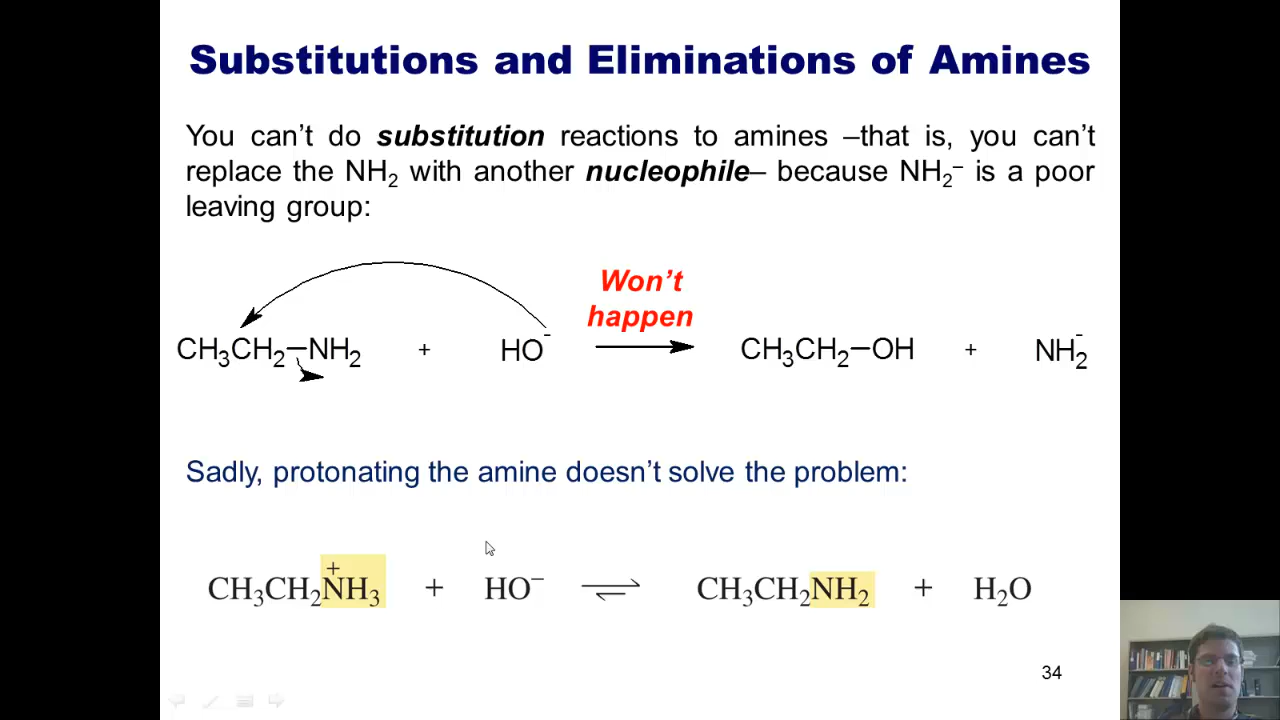 Substitutions and Eliminations of Amines
You can't do substitution reactions to amines –that is, you can't
replace the NH₂ with another nucleophile– because NH₂⁻ is a poor
leaving group:
Won't
happen
CH₃CH₂–NH₂ + HO⁻ → CH₃CH₂–OH + NH₂⁻
Sadly, protonating the amine doesn't solve the problem:
CH₃CH₂N⁺H₃ + HO⁻ ⇌ CH₃CH₂NH₂ + H₂O
34